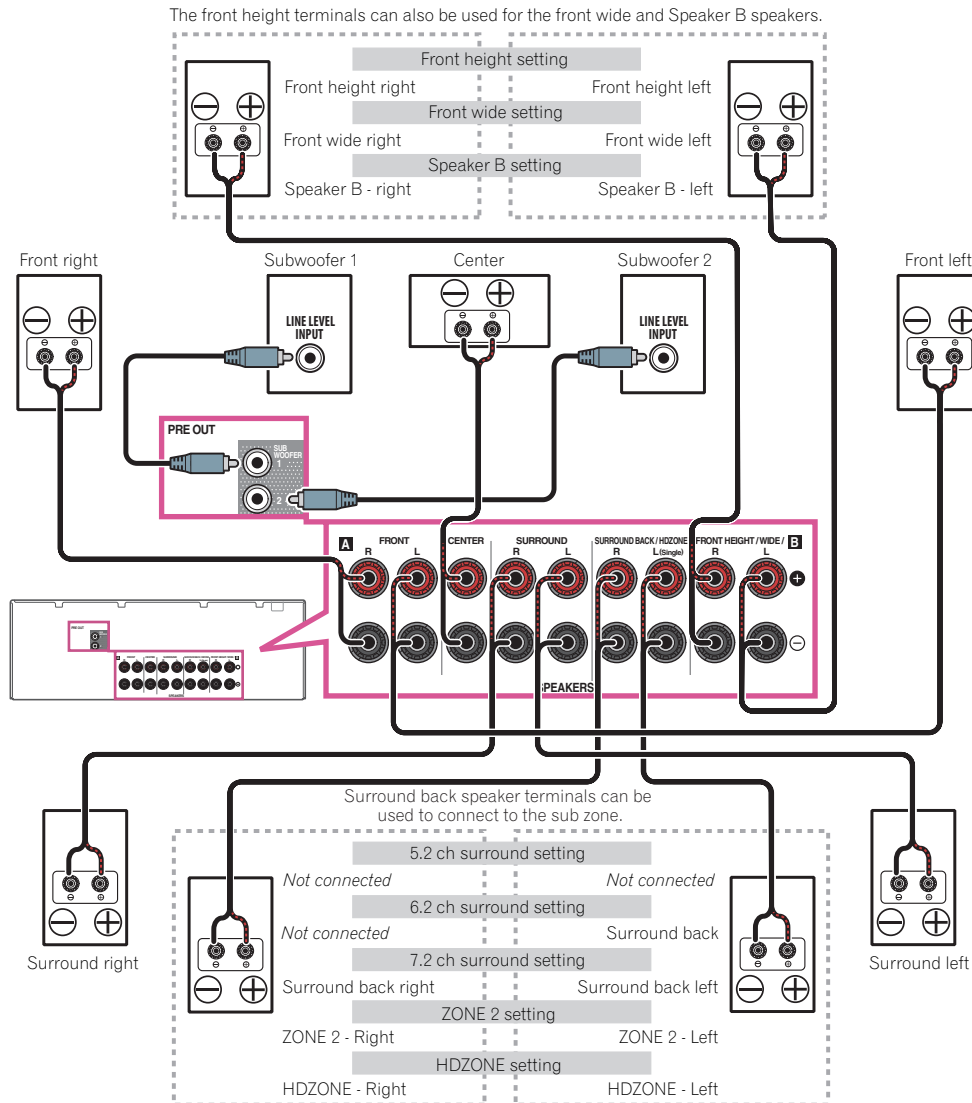 The front height terminals can also be used for the front wide and Speaker B speakers.
Front height setting
Front height right
Front height left
Front wide setting
Front wide right
Front wide left
Speaker B setting
Speaker B - right
Speaker B - left
Front right
Subwoofer 1
Center
Subwoofer 2
Front left
LINE LEVEL
INPUT
LINE LEVEL
INPUT
PRE OUT
SUB
WOOFER
1
2
A
FRONT
R
L
CENTER
SURROUND
R
L
SURROUND BACK / HDZONE
R
L (Single)
FRONT HEIGHT / WIDE /
B
R
L
SPEAKERS
PRE OUT
SPEAKERS
Surround back speaker terminals can be
used to connect to the sub zone.
5.2 ch surround setting
Not connected
Not connected
6.2 ch surround setting
Not connected
Surround back
7.2 ch surround setting
Surround back right
Surround back left
ZONE 2 setting
ZONE 2 - Right
ZONE 2 - Left
HDZONE setting
HDZONE - Right
HDZONE - Left
Surround right
Surround left